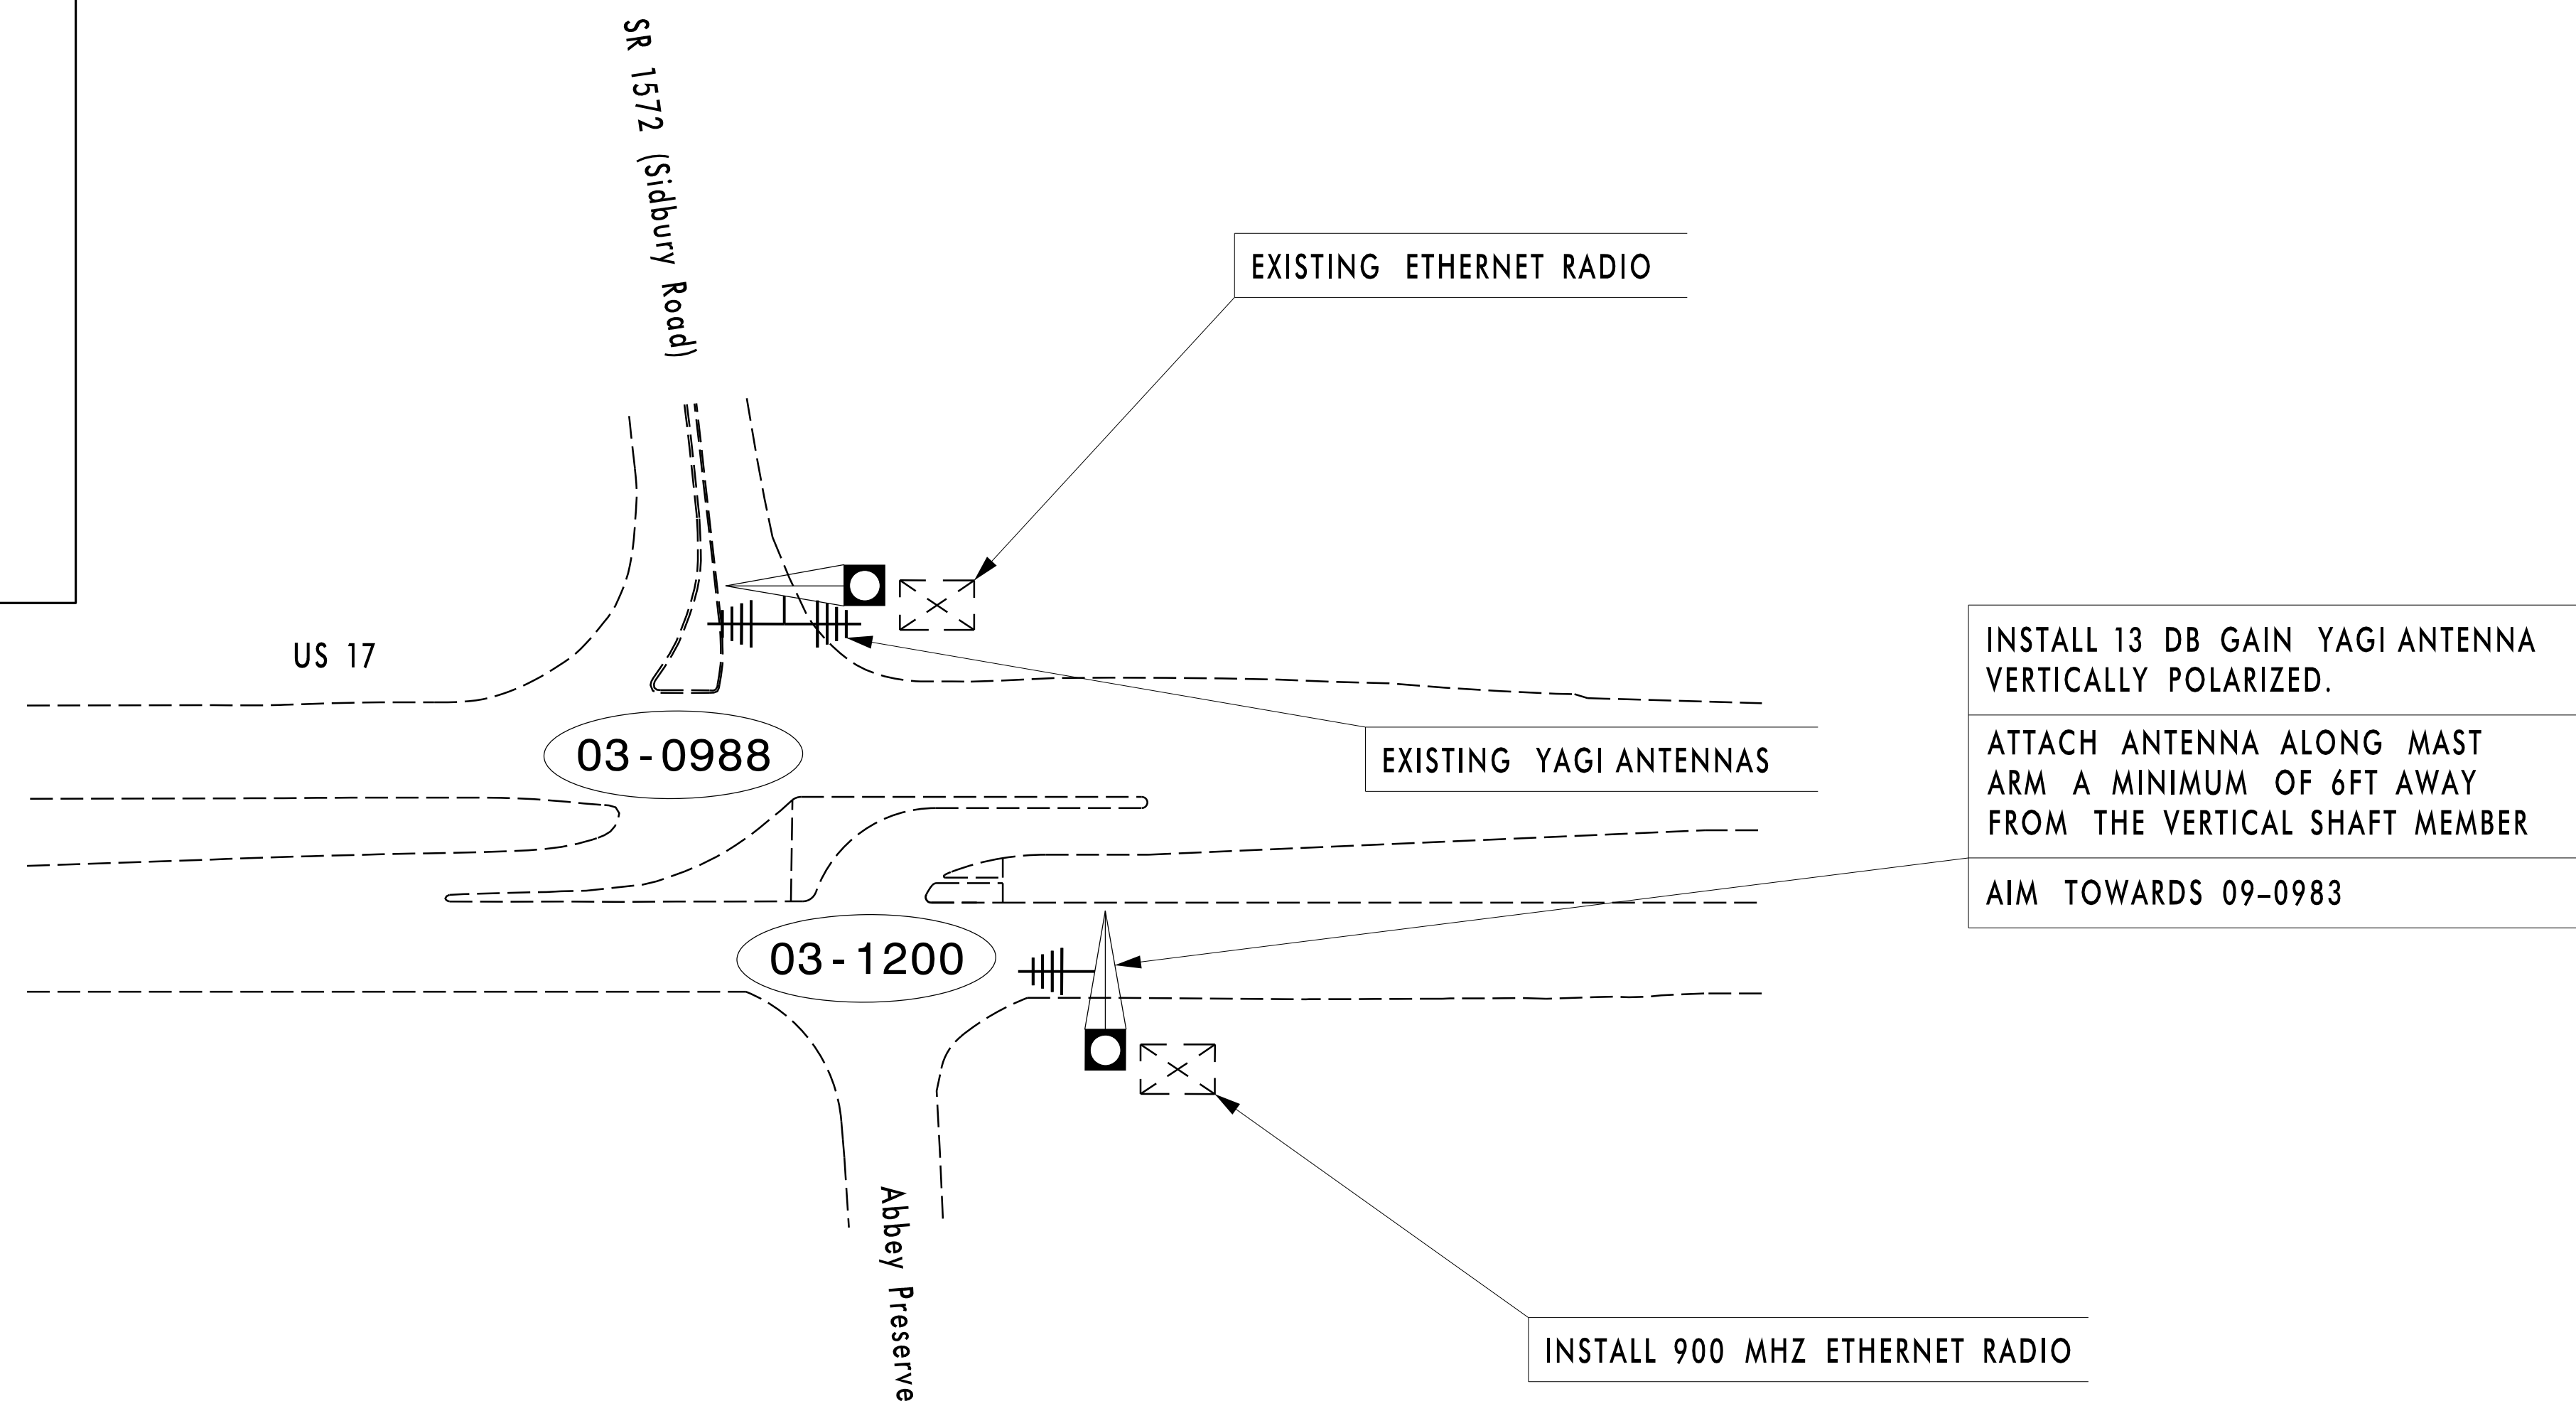 SR 1572 (Sidbury Road)
EXISTING ETHERNET RADIO
US 17
03-0988
EXISTING YAGI ANTENNAS
INSTALL 13 DB GAIN YAGI ANTENNA
VERTICALLY POLARIZED.
ATTACH ANTENNA ALONG MAST
ARM A MINIMUM OF 6FT AWAY
FROM THE VERTICAL SHAFT MEMBER
AIM TOWARDS 09-0983
03-1200
Abbey Preserve
INSTALL 900 MHZ ETHERNET RADIO